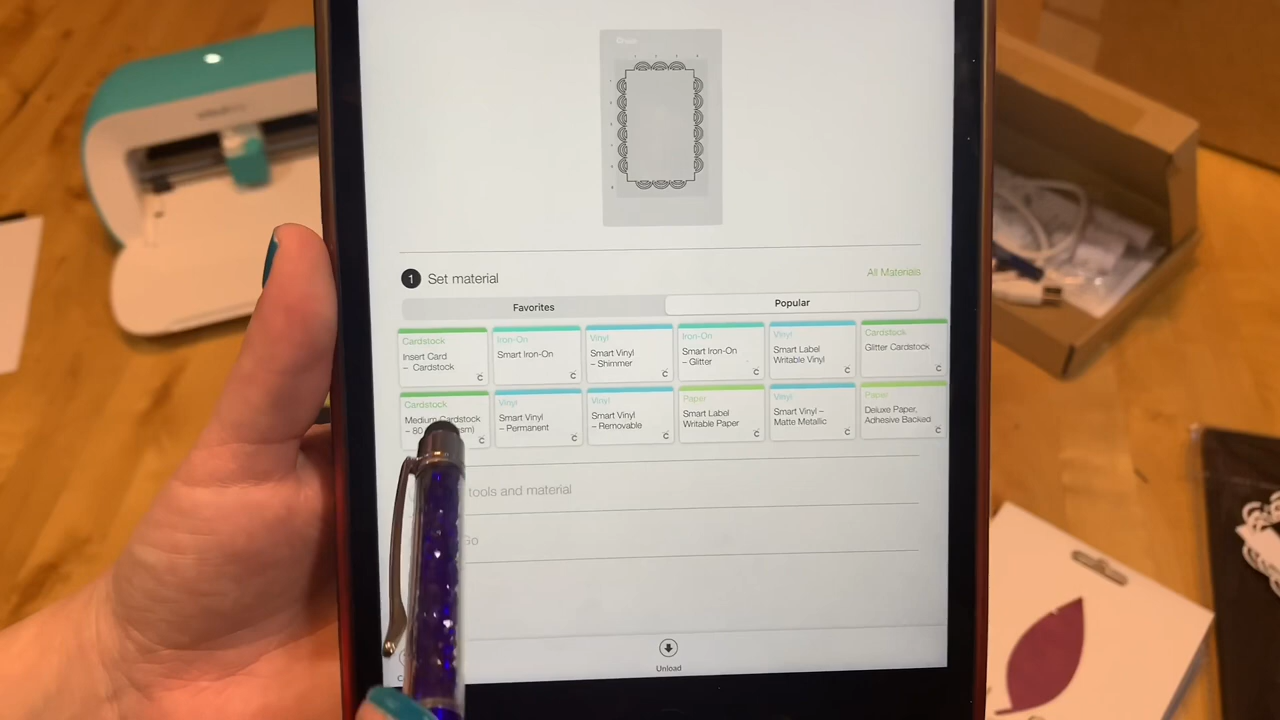 1 Set material
All Materials
Favorites
Popular
Cardstock
Insert Card
– Cardstock
Iron-On
Smart Iron-On
Vinyl
Smart Vinyl
– Shimmer
Iron-On
Smart Iron-On
– Glitter
Vinyl
Smart Label
Writable Vinyl
Cardstock
Glitter Cardstock
Cardstock
Medium Cardstock
– 80
Vinyl
Smart Vinyl
– Permanent
Vinyl
Smart Vinyl
– Removable
Paper
Smart Label
Writable Paper
Vinyl
Smart Vinyl –
Matte Metallic
Paper
Deluxe Paper,
Adhesive Backed
tools and material
Go
Unload